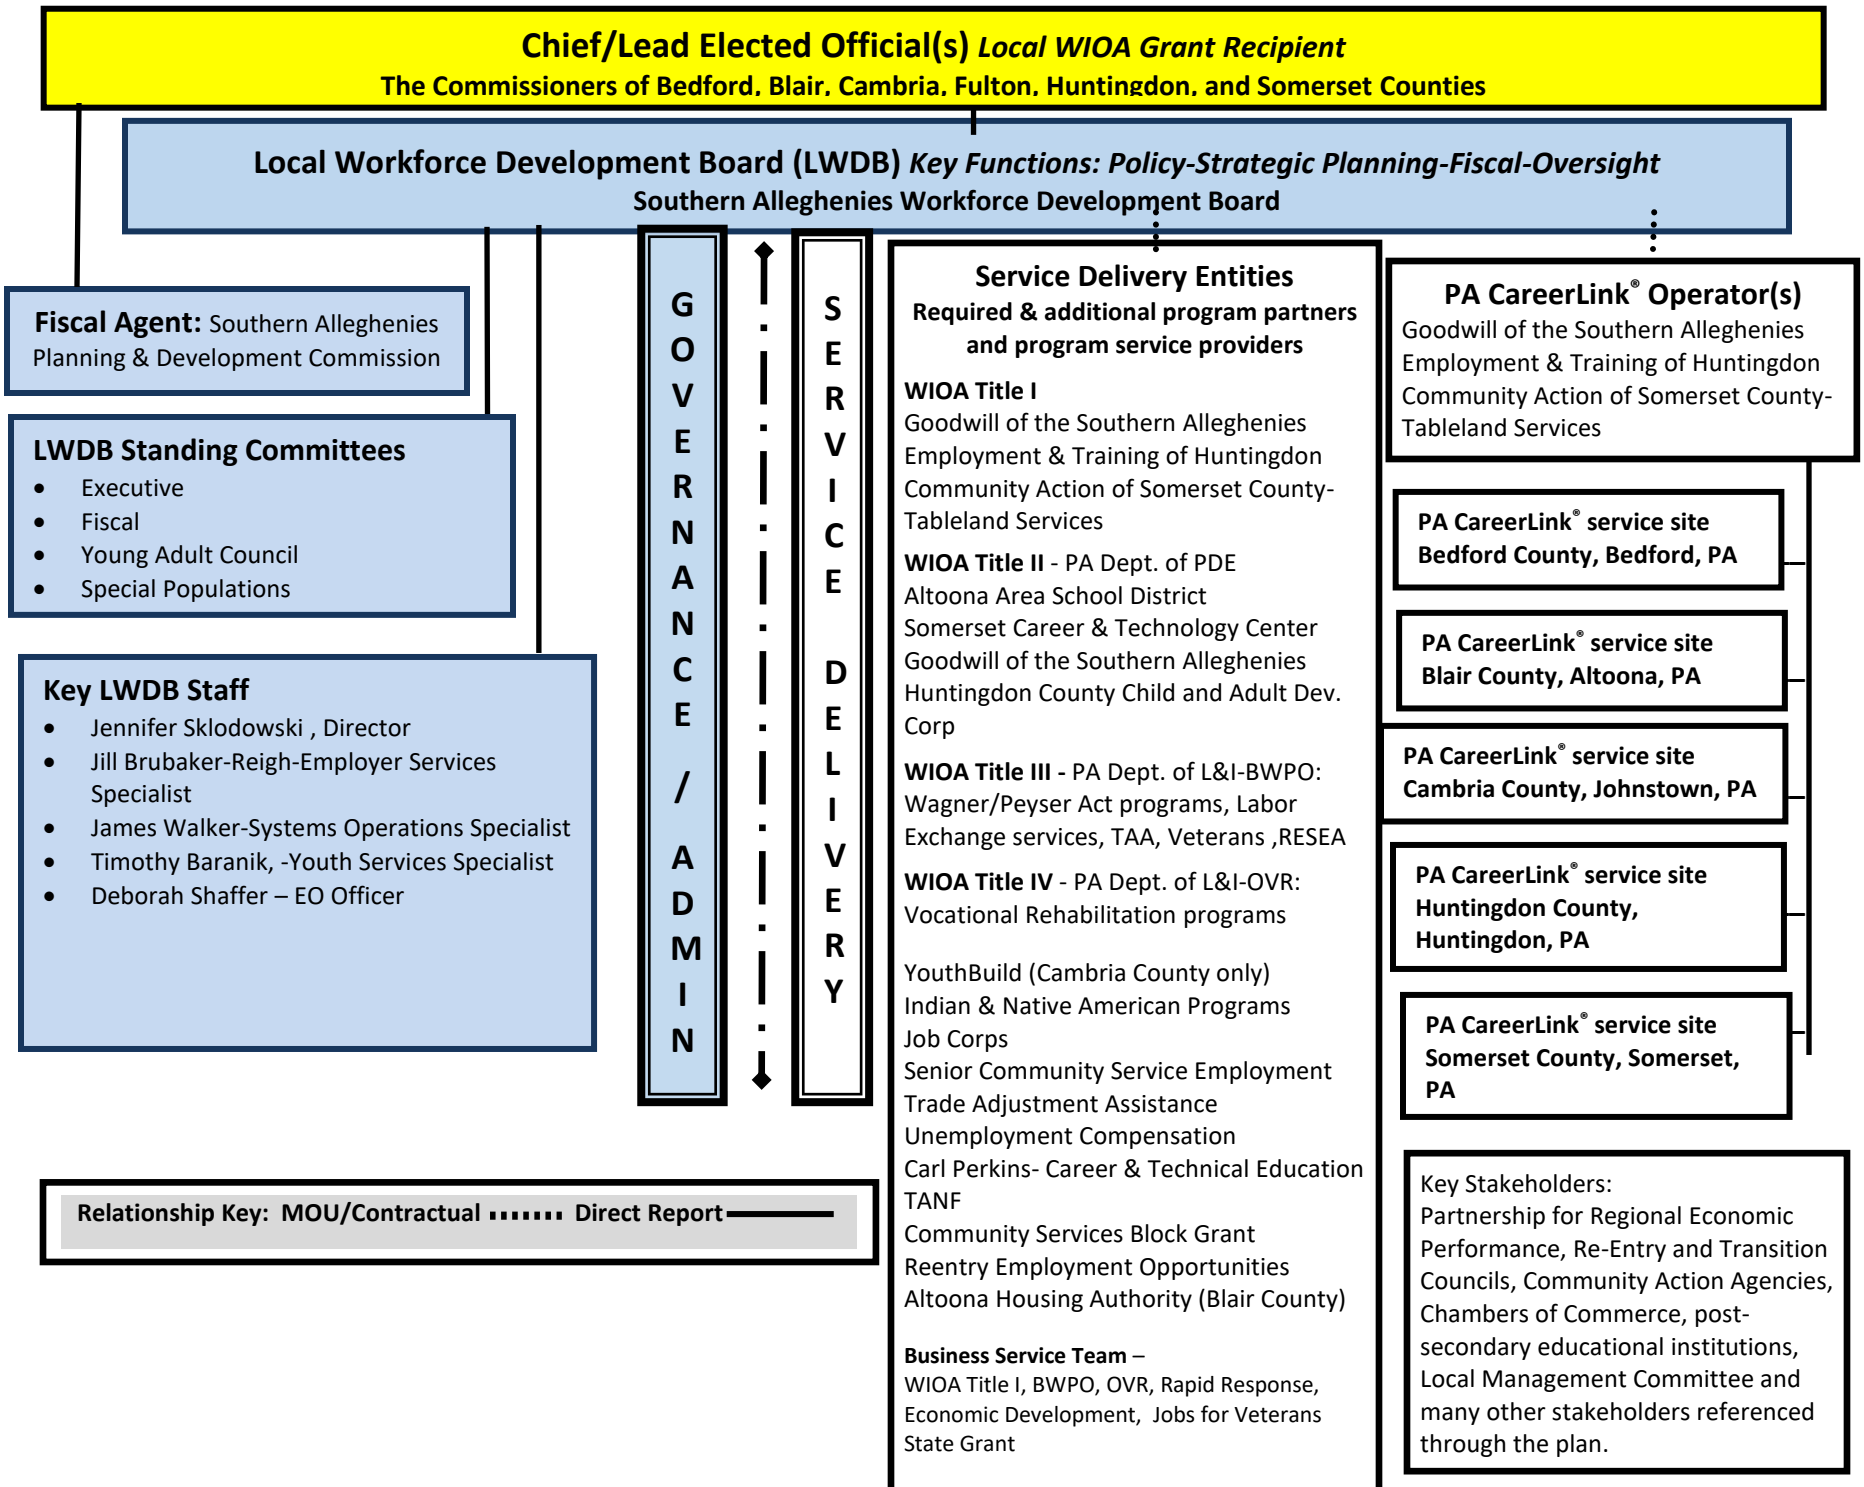 Chief/Lead Elected Official(s) Local WIOA Grant Recipient
The Commissioners of Bedford, Blair, Cambria, Fulton, Huntingdon, and Somerset Counties
Local Workforce Development Board (LWDB) Key Functions: Policy-Strategic Planning-Fiscal-Oversight
Southern Alleghenies Workforce Development Board
Fiscal Agent: Southern Alleghenies
Planning & Development Commission
LWDB Standing Committees
• Executive
• Fiscal
• Young Adult Council
• Special Populations
Key LWDB Staff
• Jennifer Sklodowski , Director
• Jill Brubaker-Reigh-Employer Services
Specialist
• James Walker-Systems Operations Specialist
• Timothy Baranik, -Youth Services Specialist
• Deborah Shaffer – EO Officer
GOVERNANCE / ADMIN
SERVICE DELIVERY
Service Delivery Entities
Required & additional program partners
and program service providers
WIOA Title I
Goodwill of the Southern Alleghenies
Employment & Training of Huntingdon
Community Action of Somerset County-
Tableland Services
WIOA Title II - PA Dept. of PDE
Altoona Area School District
Somerset Career & Technology Center
Goodwill of the Southern Alleghenies
Huntingdon County Child and Adult Dev.
Corp
WIOA Title III - PA Dept. of L&I-BWPO:
Wagner/Peyser Act programs, Labor
Exchange services, TAA, Veterans ,RESEA
WIOA Title IV - PA Dept. of L&I-OVR:
Vocational Rehabilitation programs
YouthBuild (Cambria County only)
Indian & Native American Programs
Job Corps
Senior Community Service Employment
Trade Adjustment Assistance
Unemployment Compensation
Carl Perkins- Career & Technical Education
TANF
Community Services Block Grant
Reentry Employment Opportunities
Altoona Housing Authority (Blair County)
Business Service Team –
WIOA Title I, BWPO, OVR, Rapid Response,
Economic Development, Jobs for Veterans
State Grant
PA CareerLink® Operator(s)
Goodwill of the Southern Alleghenies
Employment & Training of Huntingdon
Community Action of Somerset County-
Tableland Services
PA CareerLink® service site
Bedford County, Bedford, PA
PA CareerLink® service site
Blair County, Altoona, PA
PA CareerLink® service site
Cambria County, Johnstown, PA
PA CareerLink® service site
Huntingdon County,
Huntingdon, PA
PA CareerLink® service site
Somerset County, Somerset,
PA
Key Stakeholders:
Partnership for Regional Economic
Performance, Re-Entry and Transition
Councils, Community Action Agencies,
Chambers of Commerce, post-
secondary educational institutions,
Local Management Committee and
many other stakeholders referenced
through the plan.
Relationship Key: MOU/Contractual Direct Report